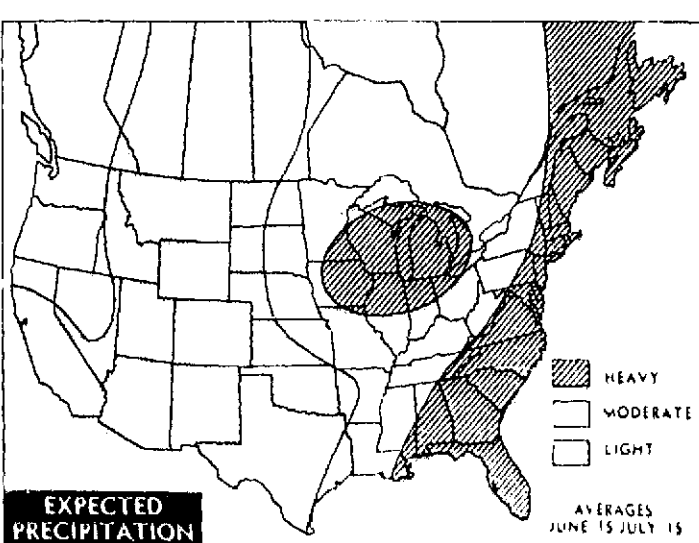 HEAVY
MODERATE
LIGHT
EXPECTED
PRECIPITATION
AVERAGES
JUNE 15 JULY 15